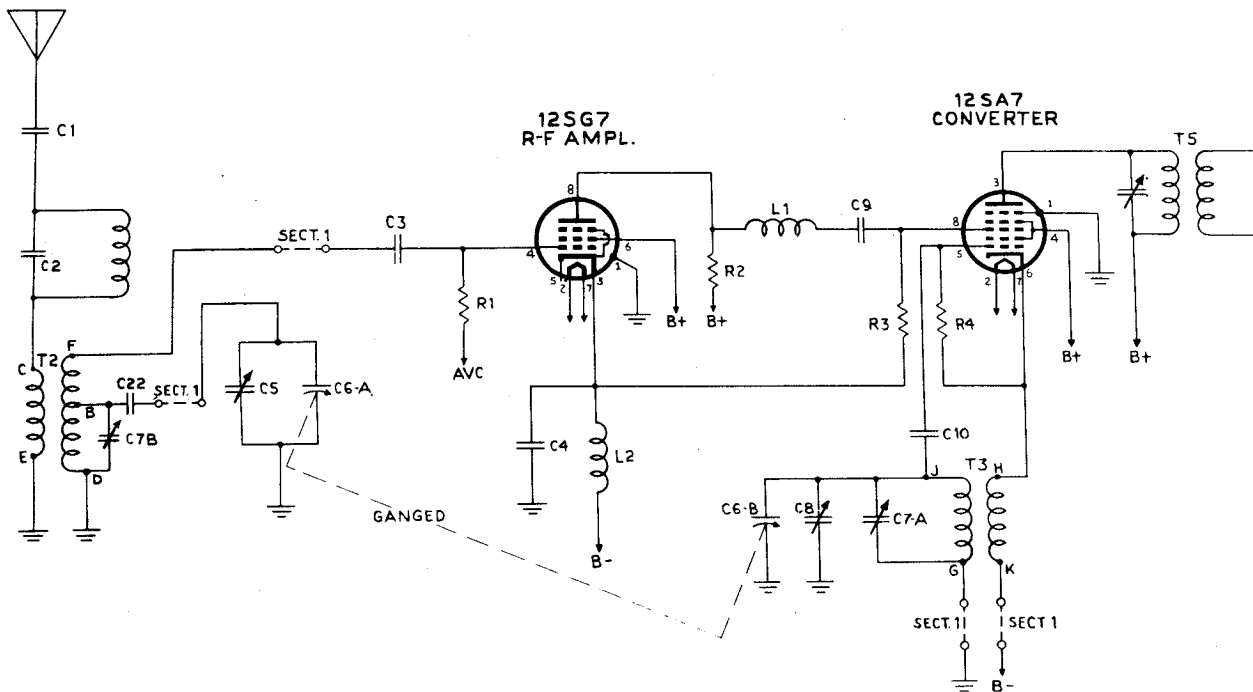 12SG7
R-F AMPL.
12SA7
CONVERTER
T5
C1
C2
SECT. 1
C3
4
8
6
1
5
2
7
3
R1
AVC
B+
R2
B+
L1
C9
3
8
5
1
4
2
7
6
R3
R4
B+
B+
C
T2
F
B
C22
SECT. 1
C7B
E
D
C5
C6-A
C4
L2
B-
GANGED
C10
J
T3
H
C6-B
C8
C7-A
G
K
SECT. 1
SECT 1
B-